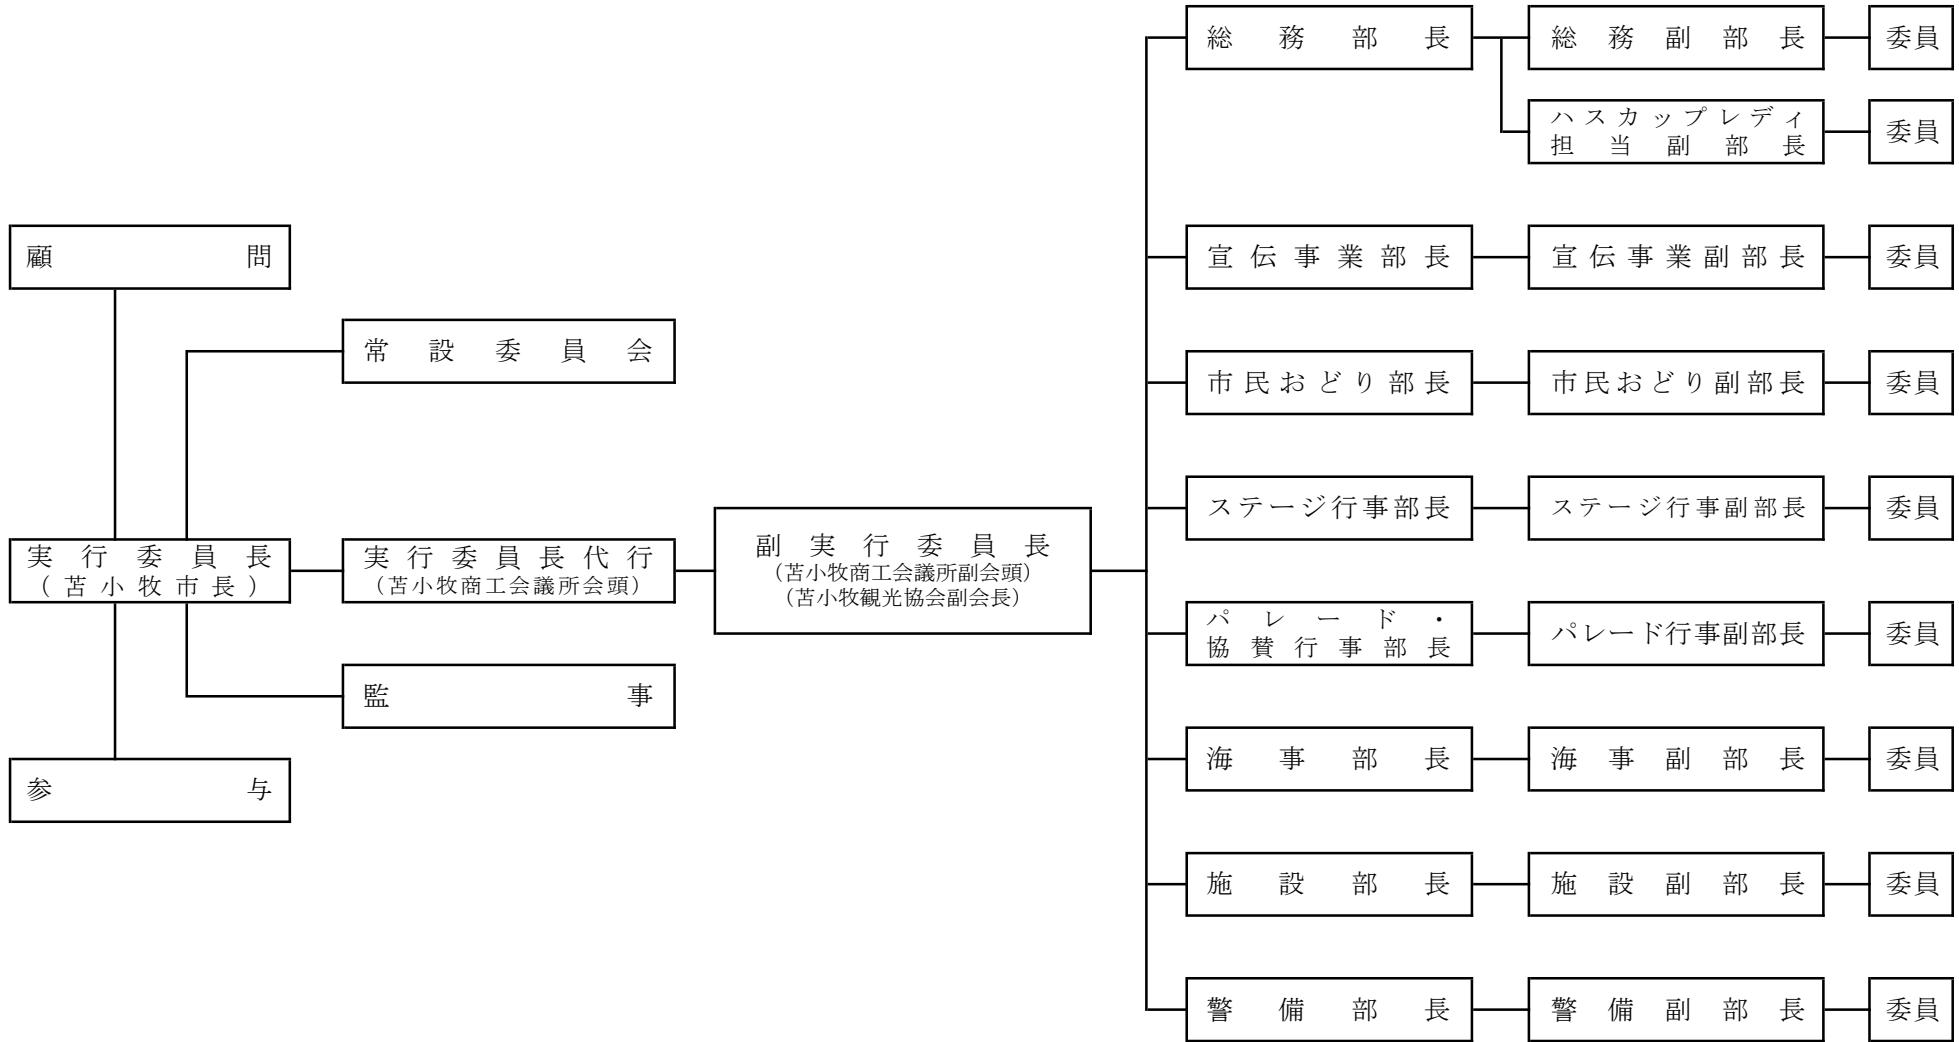 総務部長
総務副部長
委員
ハスカップレディ
担当副部長
委員
顧問
宣伝事業部長
宣伝事業副部長
委員
常設委員会
市民おどり部長
市民おどり副部長
委員
ステージ行事部長
ステージ行事副部長
委員
実行委員長
(苫小牧市長)
実行委員長代行
(苫小牧商工会議所会頭)
副実行委員長
(苫小牧商工会議所副会頭)
(苫小牧観光協会副会長)
パレード・
協賛行事部長
パレード行事副部長
委員
監事
参与
海事部長
海事副部長
委員
施設部長
施設副部長
委員
警備部長
警備副部長
委員